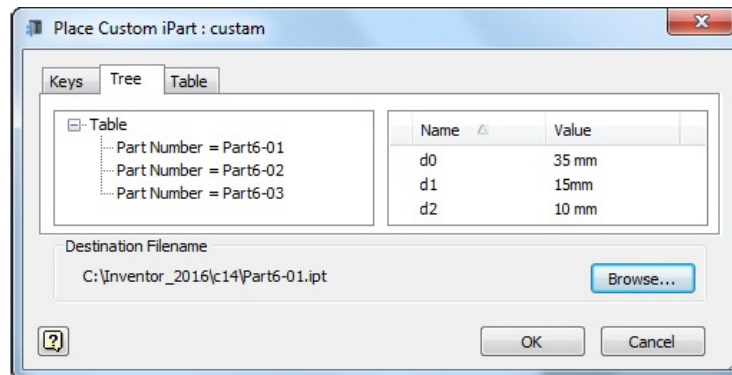 Place Custom iPart : custam
Keys Tree Table
Table
Part Number = Part6-01
Part Number = Part6-02
Part Number = Part6-03
Name Value
d0 35 mm
d1 15mm
d2 10 mm
Destination Filename
C:\Inventor_2016\c14\Part6-01.ipt
Browse...
?
OK Cancel